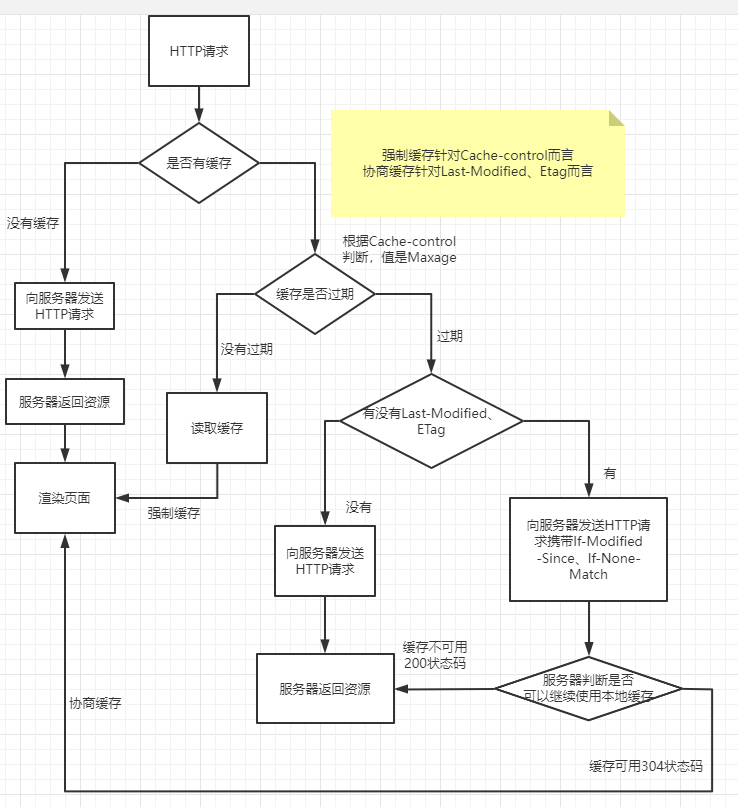 HTTP请求
是否有缓存
强制缓存针对Cache-control而言
协商缓存针对Last-Modified、Etag而言
没有缓存
根据Cache-control
判断，值是Maxage
向服务器发送
HTTP请求
缓存是否过期
没有过期
过期
服务器返回资源
读取缓存
有没有Last-Modified、
ETag
渲染页面
强制缓存
没有
有
向服务器发送
HTTP请求
向服务器发送HTTP请
求携带If-Modified
-Since、If-None-
Match
缓存不可用
200状态码
服务器返回资源
服务器判断是否
可以继续使用本地缓存
协商缓存
缓存可用304状态码